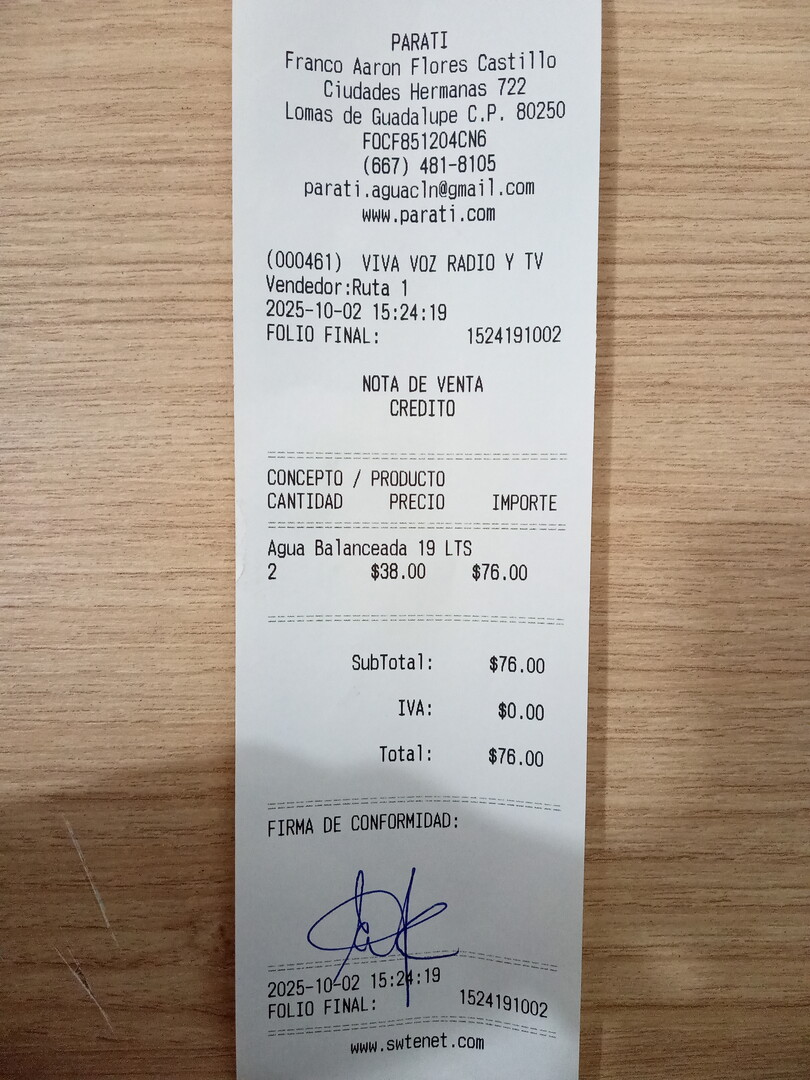 PARATI
Franco Aaron Flores Castillo
Ciudades Hermanas 722
Lomas de Guadalupe C.P. 80250
FOCF851204CN6
(667) 481-8105
parati.aguacln@gmail.com
www.parati.com
(000461) VIVA VOZ RADIO Y TV
Vendedor:Ruta 1
2025-10-02 15:24:19
FOLIO FINAL: 1524191002
NOTA DE VENTA
CREDITO
CONCEPTO / PRODUCTO
CANTIDAD PRECIO IMPORTE
Agua Balanceada 19 LTS
2 $38.00 $76.00
SubTotal: $76.00
IVA: $0.00
Total: $76.00
FIRMA DE CONFORMIDAD:
2025-10-02 15:24:19
FOLIO FINAL: 1524191002
www.swtenet.com